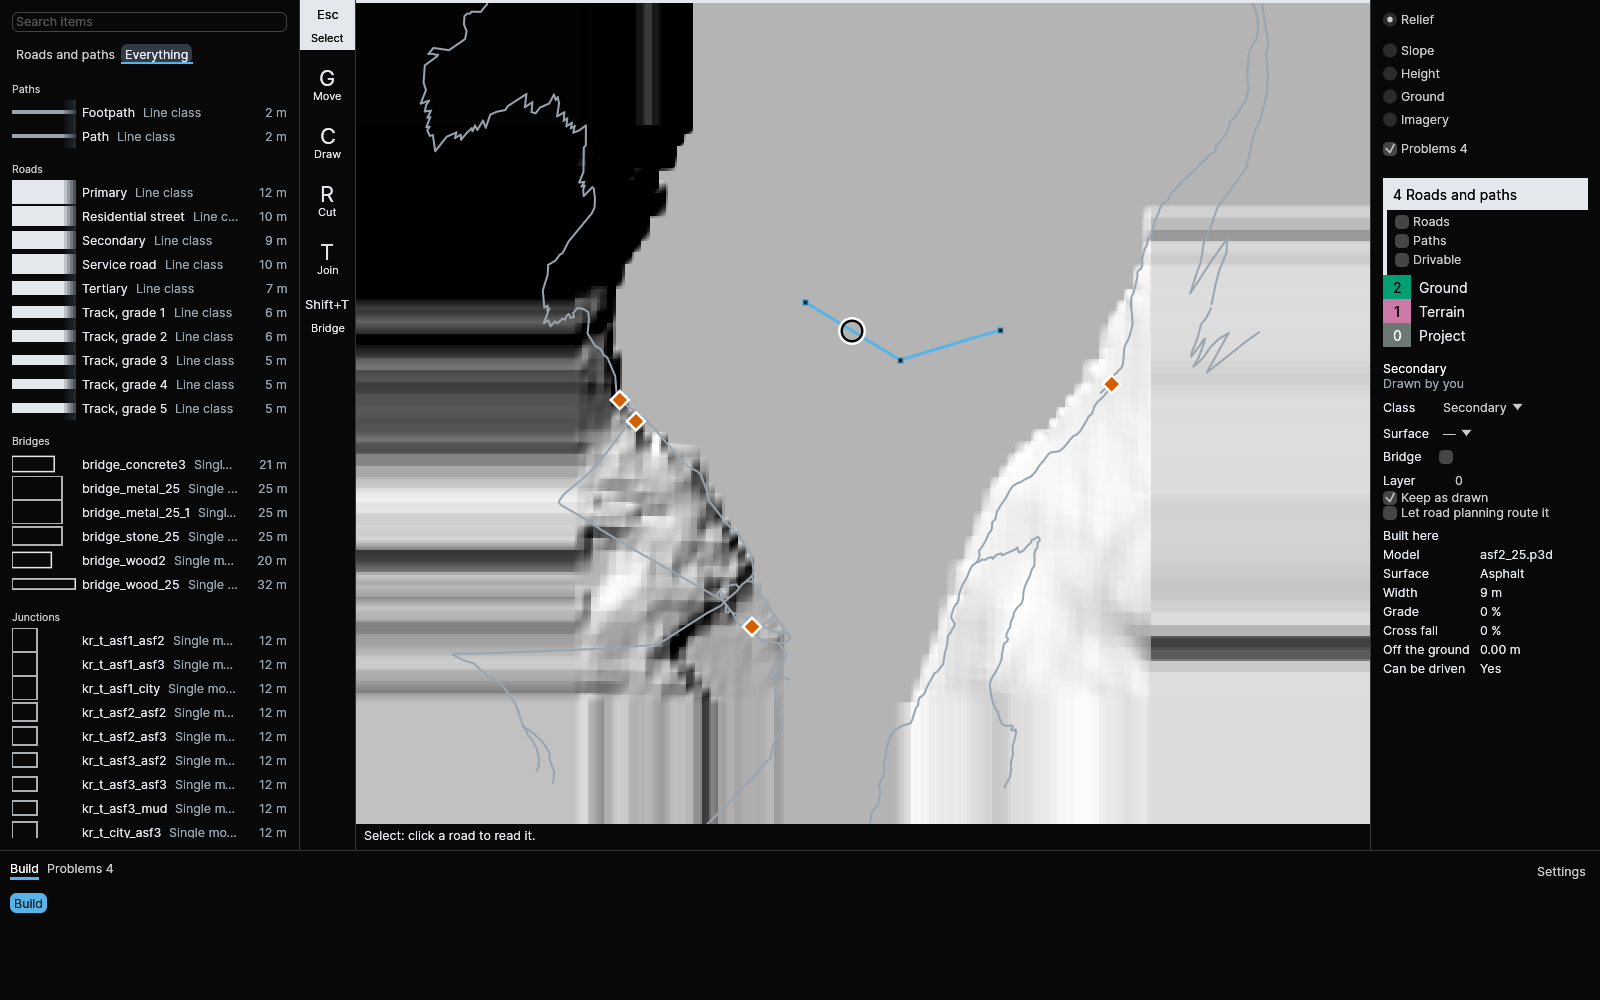 Search items
Roads and paths Everything
Paths
Footpath Line class 2 m
Path Line class 2 m
Roads
Primary Line class 12 m
Residential street Line c... 10 m
Secondary Line class 9 m
Service road Line class 10 m
Tertiary Line class 7 m
Track, grade 1 Line class 6 m
Track, grade 2 Line class 6 m
Track, grade 3 Line class 5 m
Track, grade 4 Line class 5 m
Track, grade 5 Line class 5 m
Bridges
bridge_concrete3 Singl... 21 m
bridge_metal_25 Single ... 25 m
bridge_metal_25_1 Singl... 25 m
bridge_stone_25 Single ... 25 m
bridge_wood2 Single m... 20 m
bridge_wood_25 Single ... 32 m
Junctions
kr_t_asf1_asf2 Single mo... 12 m
kr_t_asf1_asf3 Single m... 12 m
kr_t_asf1_city Single mo... 12 m
kr_t_asf2_asf2 Single m... 12 m
kr_t_asf2_asf3 Single m... 12 m
kr_t_asf3_asf2 Single m... 12 m
kr_t_asf3_asf3 Single m... 12 m
kr_t_asf3_mud Single m... 12 m
kr_t_city_asf3 Single mo... 12 m
Esc
Select
G
Move
C
Draw
R
Cut
T
Join
Shift+T
Bridge
Select: click a road to read it.
Relief
Slope
Height
Ground
Imagery
Problems 4
4 Roads and paths
Roads
Paths
Drivable
2 Ground
1 Terrain
0 Project
Secondary
Drawn by you
Class Secondary
Surface —
Bridge
Layer 0
Keep as drawn
Let road planning route it
Built here
Model asf2_25.p3d
Surface Asphalt
Width 9 m
Grade 0 %
Cross fall 0 %
Off the ground 0.00 m
Can be driven Yes
Build Problems 4
Settings
Build